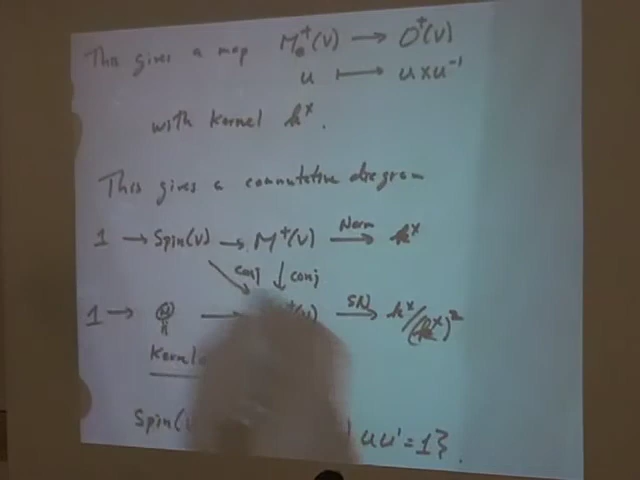 This gives a map M₀⁺(V) → O⁺(V)
u ↦ u x u⁻¹
with kernel k^×.
This gives a commutative diagram
1 → Spin(V) → M⁺(V) —Norm→ k^×
conj ↓ conj
1 → → ⁺(V) —SN→ k^×/(k^×)²
Kernel
Spin(
uu' = 1}.